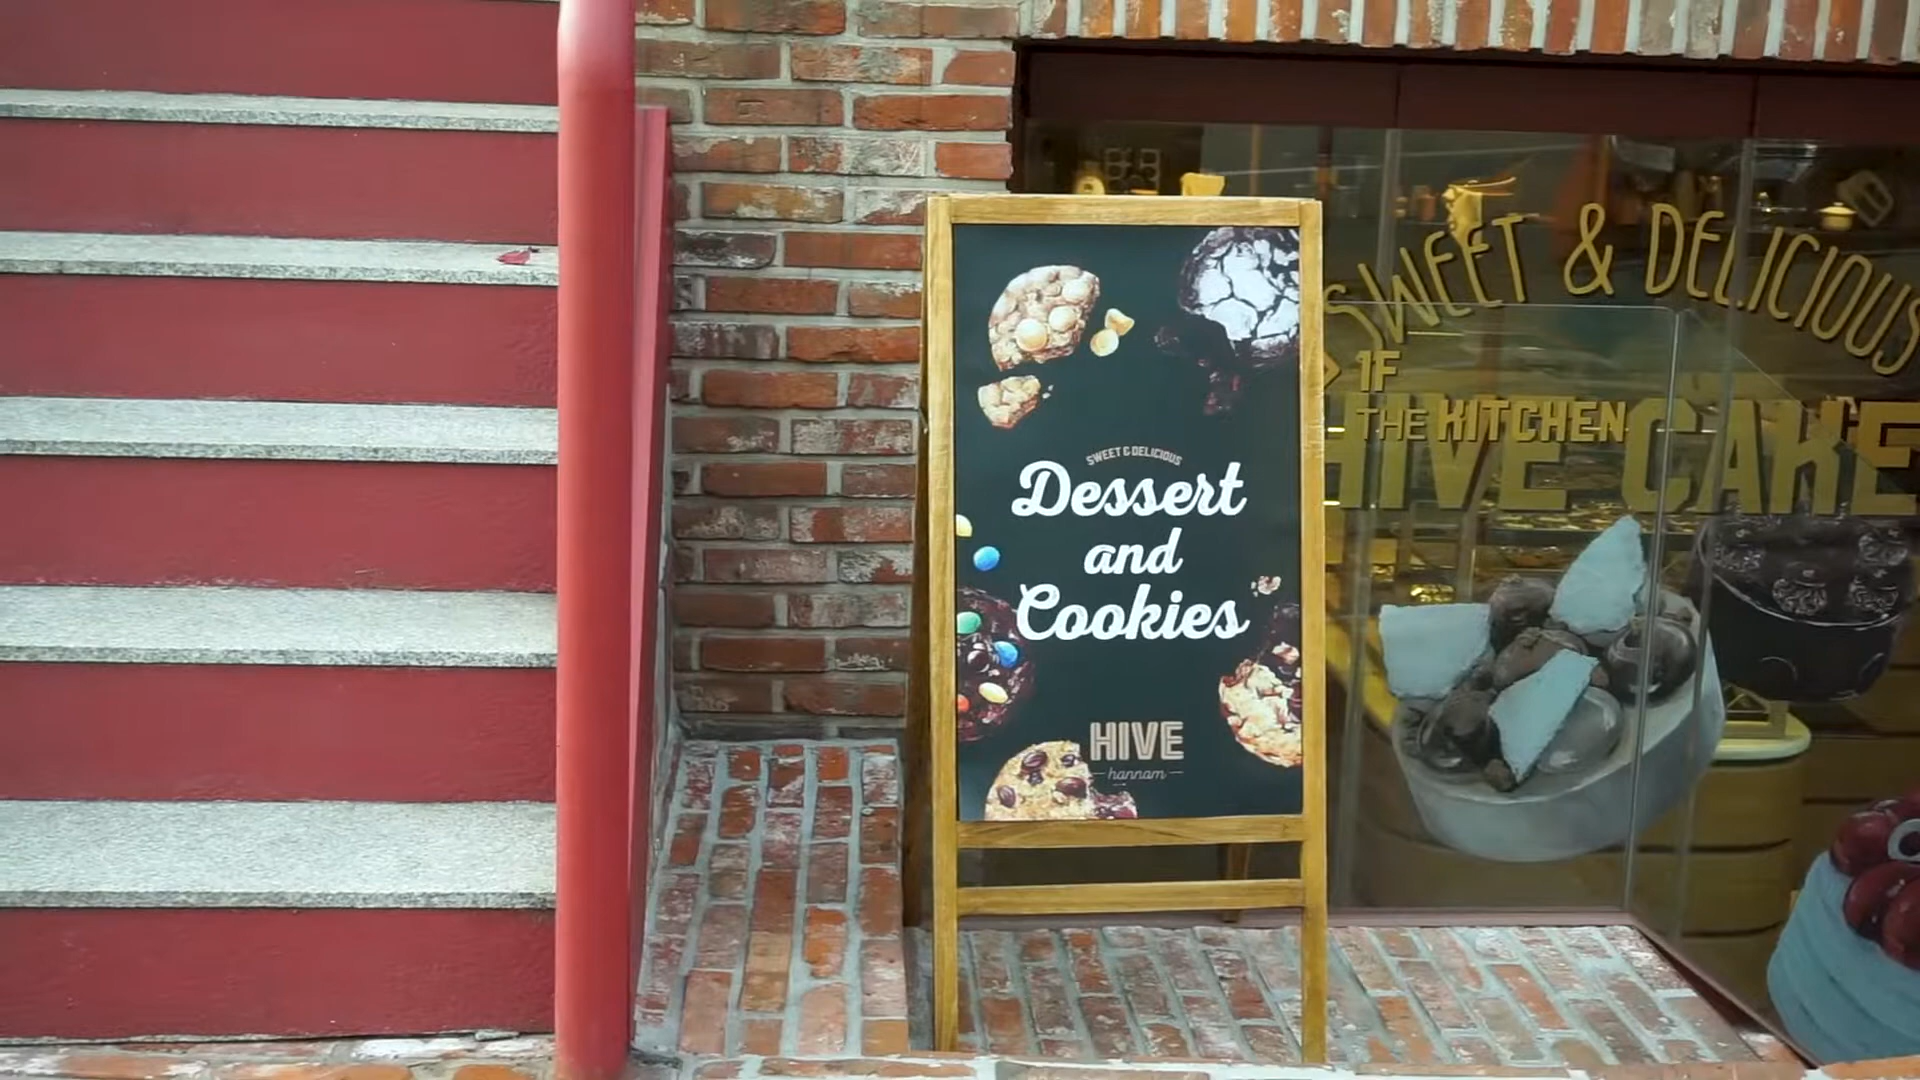 SWEET & DELICIOUS
Dessert
and
Cookies
HIVE
hannam
SWEET & DELICIOUS
1F
THE KITCHEN
HIVE CAKE